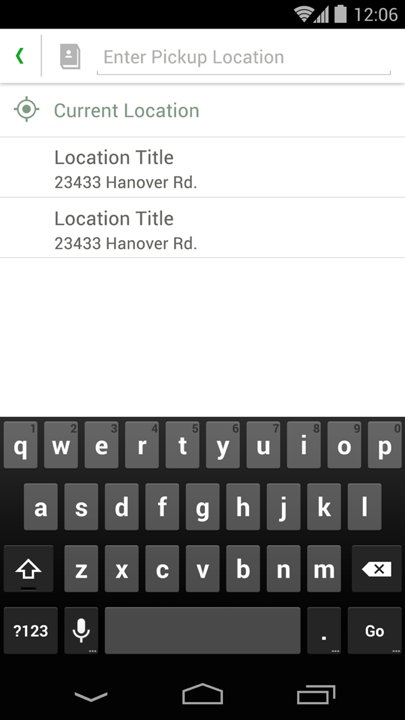 12:06
Enter Pickup Location
Current Location
Location Title
23433 Hanover Rd.
Location Title
23433 Hanover Rd.
1 2 3 4 5 6 7 8 9 0
q w e r t y u i o p
a s d f g h j k l
z x c v b n m
?123 ... . ... Go